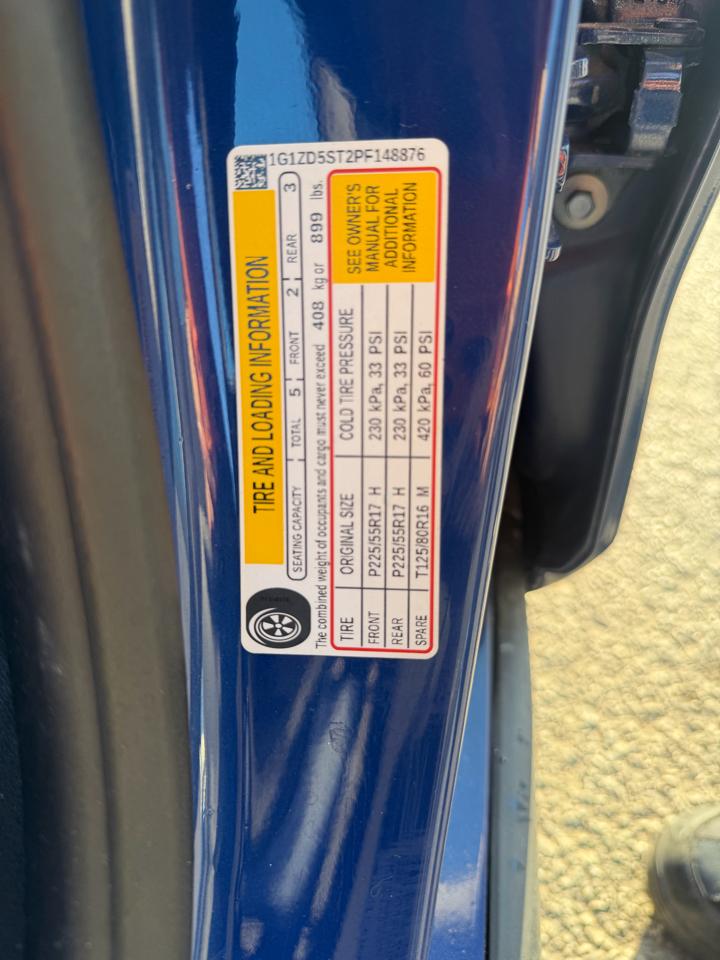 1G1ZD5ST2PF148876
TIRE AND LOADING INFORMATION
SEATING CAPACITY TOTAL 5 FRONT 2 REAR 3
The combined weight of occupants and cargo must never exceed 408 kg or 899 lbs.
TIRE ORIGINAL SIZE COLD TIRE PRESSURE
FRONT P225/55R17 H 230 kPa, 33 PSI
REAR P225/55R17 H 230 kPa, 33 PSI
SPARE T125/80R16 M 420 kPa, 60 PSI
SEE OWNER'S
MANUAL FOR
ADDITIONAL
INFORMATION